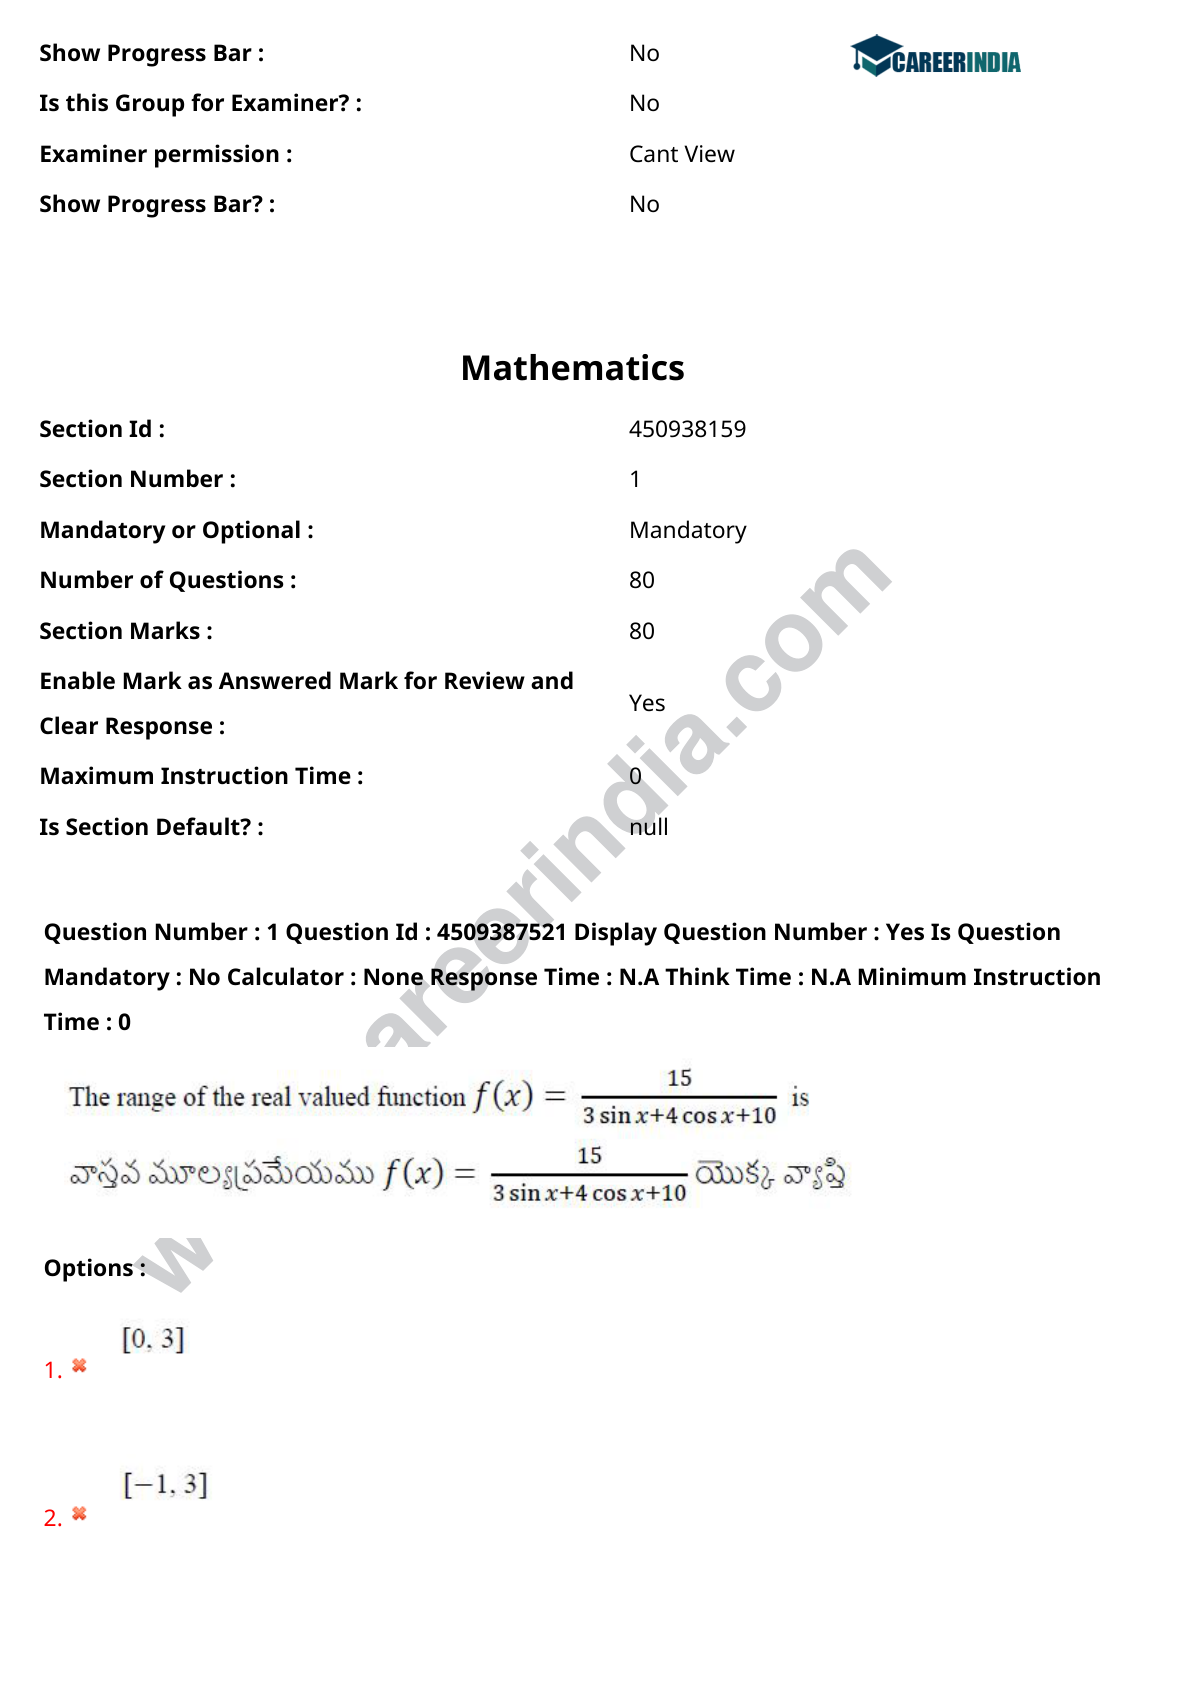 Show Progress Bar : No
CAREERINDIA
Is this Group for Examiner? : No
Examiner permission : Cant View
Show Progress Bar? : No
Mathematics
Section Id : 450938159
Section Number : 1
Mandatory or Optional : Mandatory
Number of Questions : 80
Section Marks : 80
Enable Mark as Answered Mark for Review and
Clear Response : Yes
Maximum Instruction Time : 0
Is Section Default? : null
Question Number : 1 Question Id : 4509387521 Display Question Number : Yes Is Question
Mandatory : No Calculator : None Response Time : N.A Think Time : N.A Minimum Instruction
Time : 0
The range of the real valued function f(x) = 15 / (3 sin x+4 cos x+10) is
వాస్తవ మూల్యప్రమేయము f(x) = 15 / (3 sin x+4 cos x+10) యొక్క వ్యాప్తి
Options :
[0, 3]
1.
[−1, 3]
2.
w areerindia.com